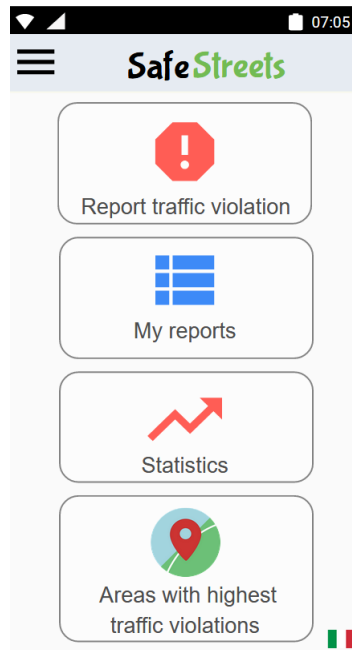 07:05
SafeStreets
Report traffic violation
My reports
Statistics
Areas with highest
traffic violations